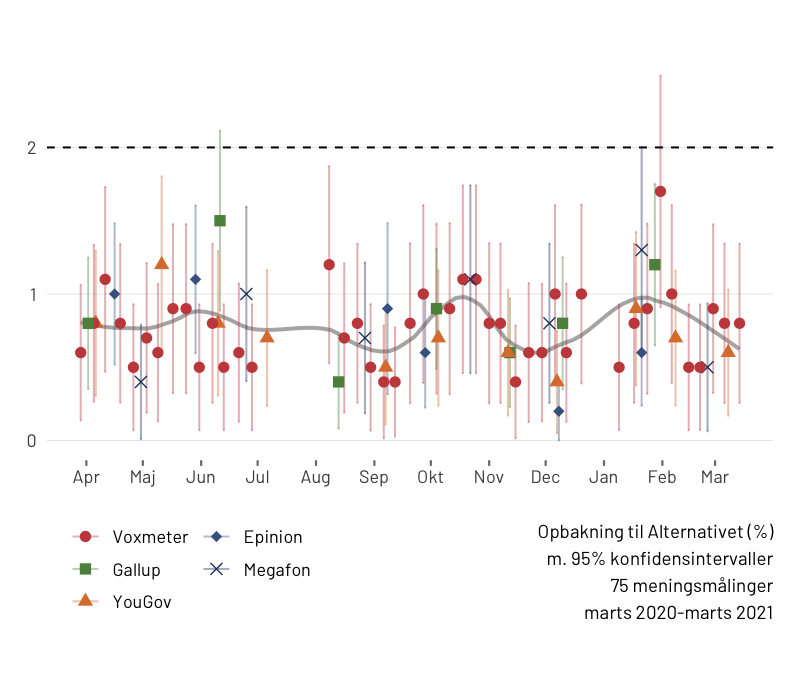 2
1
0
Apr Maj Jun Jul Aug Sep Okt Nov Dec Jan Feb Mar
Voxmeter Epinion
Gallup Megafon
YouGov
Opbakning til Alternativet (%)
m. 95% konfidensintervaller
75 meningsmålinger
marts 2020-marts 2021